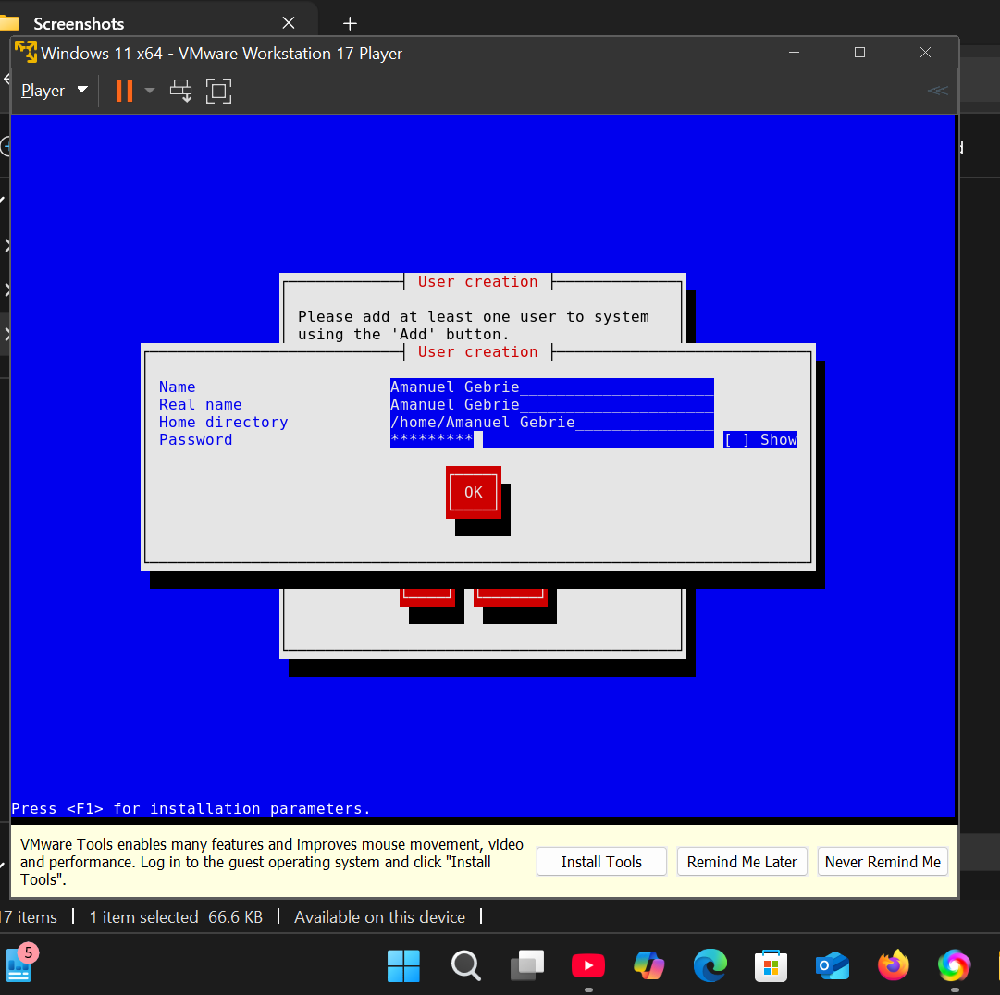 Screenshots
Windows 11 x64 - VMware Workstation 17 Player
Player
User creation
Please add at least one user to system
using the 'Add' button.
User creation
Name Amanuel Gebrie
Real name Amanuel Gebrie
Home directory /home/Amanuel Gebrie
Password ********* [ ] Show
OK
Press <F1> for installation parameters.
VMware Tools enables many features and improves mouse movement, video
and performance. Log in to the guest operating system and click "Install
Tools".
Install Tools Remind Me Later Never Remind Me
7 items 1 item selected 66.6 KB Available on this device
5